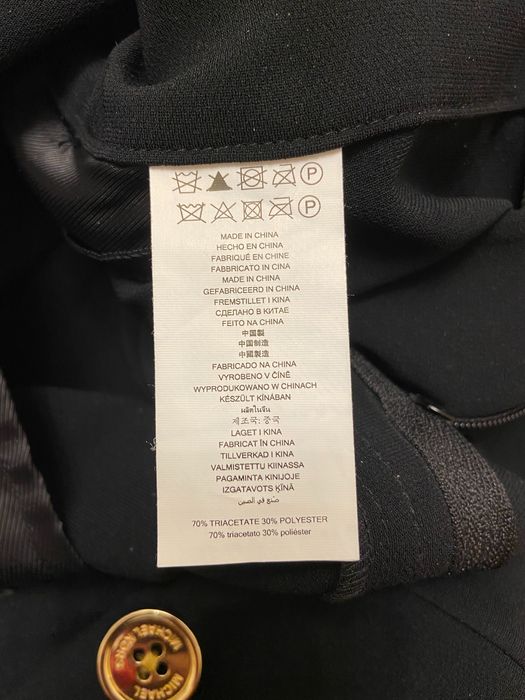 P
P
MADE IN CHINA
HECHO EN CHINA
FABRIQUÉ EN CHINE
FABBRICATO IN CINA
MADE IN CHINA
GEFABRICEERD IN CHINA
FREMSTILLET I KINA
СДЕЛАНО В КИТАЕ
FEITO NA CHINA
中国製
中国制造
中國製造
FABRICADO NA CHINA
VYROBENO V ČÍNĚ
WYPRODUKOWANO W CHINACH
KÉSZÜLT KÍNÁBAN
ผลิตในจีน
제조국: 중국
LAGET I KINA
FABRICAT ÎN CHINA
TILLVERKAD I KINA
VALMISTETTU KIINASSA
PAGAMINTA KINIJOJE
IZGATAVOTS ĶĪNĀ
صنع في الصين
70% TRIACETATE 30% POLYESTER
70% triacetato 30% poliéster
MICHAEL KORS
MICHAEL